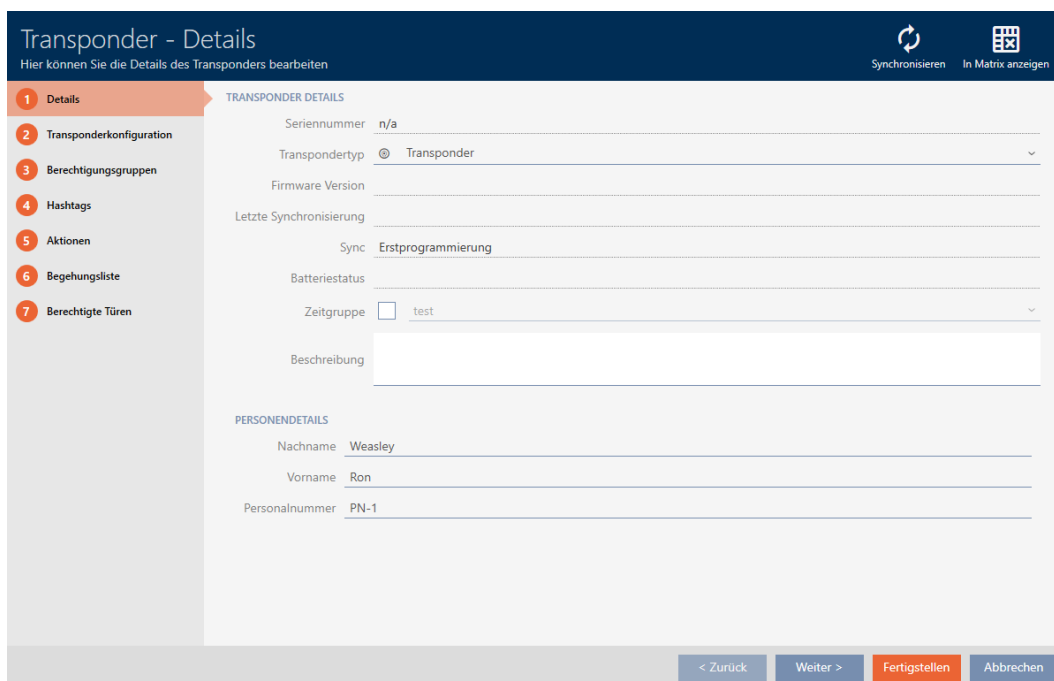 Transponder - Details
Hier können Sie die Details des Transponders bearbeiten
Synchronisieren
In Matrix anzeigen
1 Details
2 Transponderkonfiguration
3 Berechtigungsgruppen
4 Hashtags
5 Aktionen
6 Begehungsliste
7 Berechtigte Türen
TRANSPONDER DETAILS
Seriennummer n/a
Transpondertyp Transponder
Firmware Version
Letzte Synchronisierung
Sync Erstprogrammierung
Batteriestatus
Zeitgruppe test
Beschreibung
PERSONENDETAILS
Nachname Weasley
Vorname Ron
Personalnummer PN-1
< Zurück
Weiter >
Fertigstellen
Abbrechen